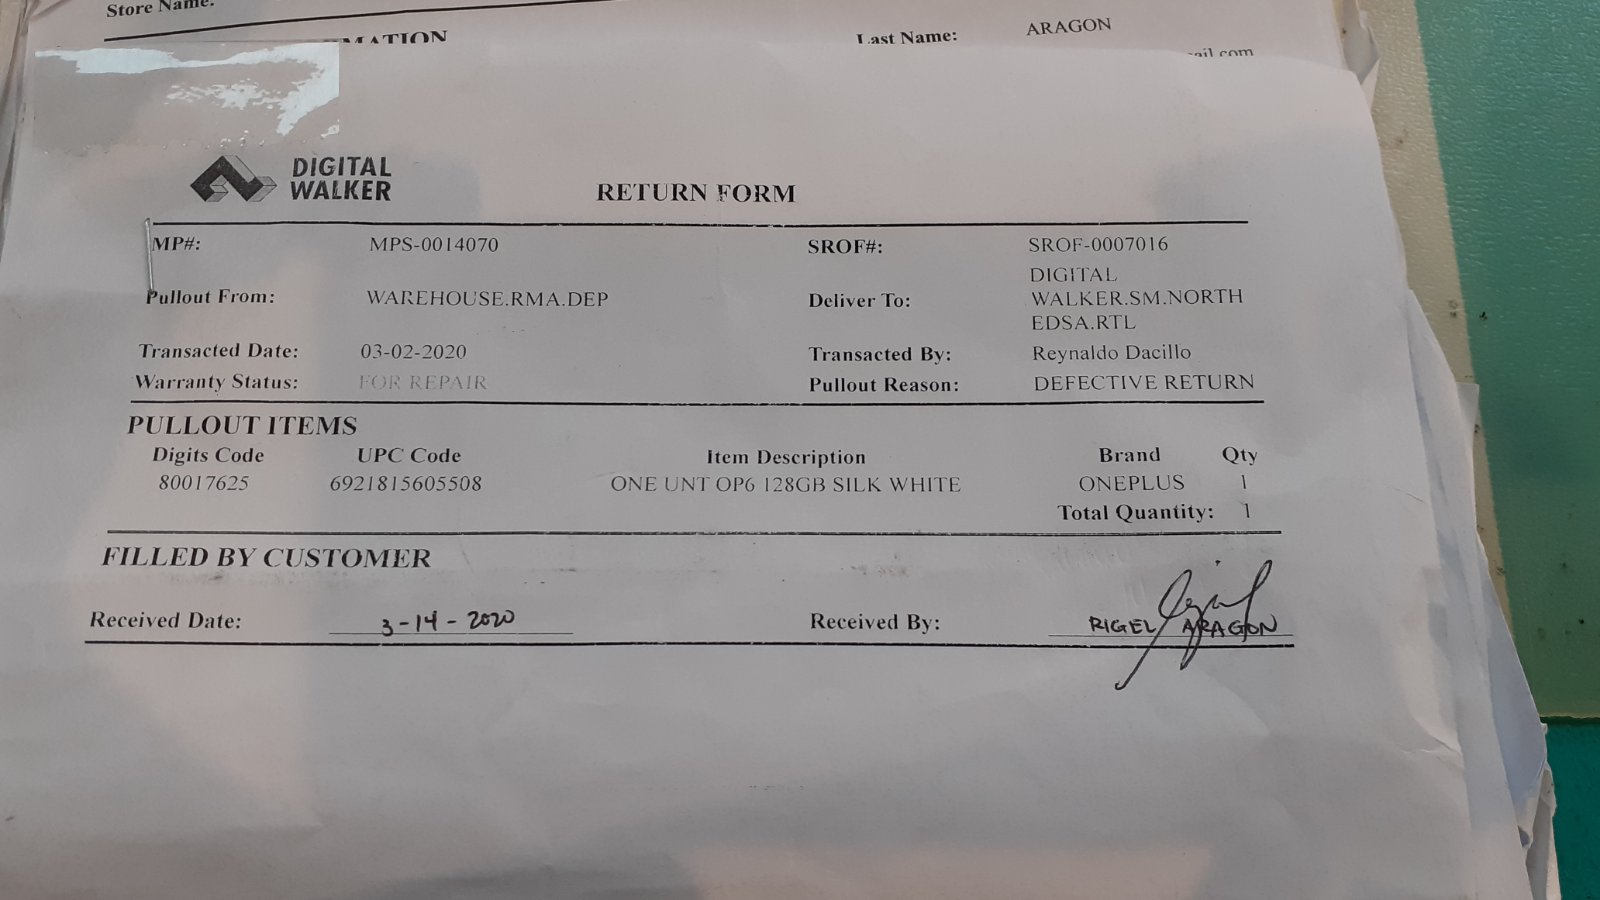 Store Name:
MATION
Last Name: ARAGON
ail com
DIGITAL
WALKER
RETURN FORM
MP#: MPS-0014070 SROF#: SROF-0007016
Pullout From: WAREHOUSE.RMA.DEP Deliver To: DIGITAL
WALKER.SM.NORTH
EDSA.RTL
Transacted Date: 03-02-2020 Transacted By: Reynaldo Dacillo
Warranty Status: FOR REPAIR Pullout Reason: DEFECTIVE RETURN
PULLOUT ITEMS
Digits Code UPC Code Item Description Brand Qty
80017625 6921815605508 ONE UNT OP6 128GB SILK WHITE ONEPLUS 1
Total Quantity: 1
FILLED BY CUSTOMER
Received Date: 3-14-2020 Received By: RIGEL ARAGON